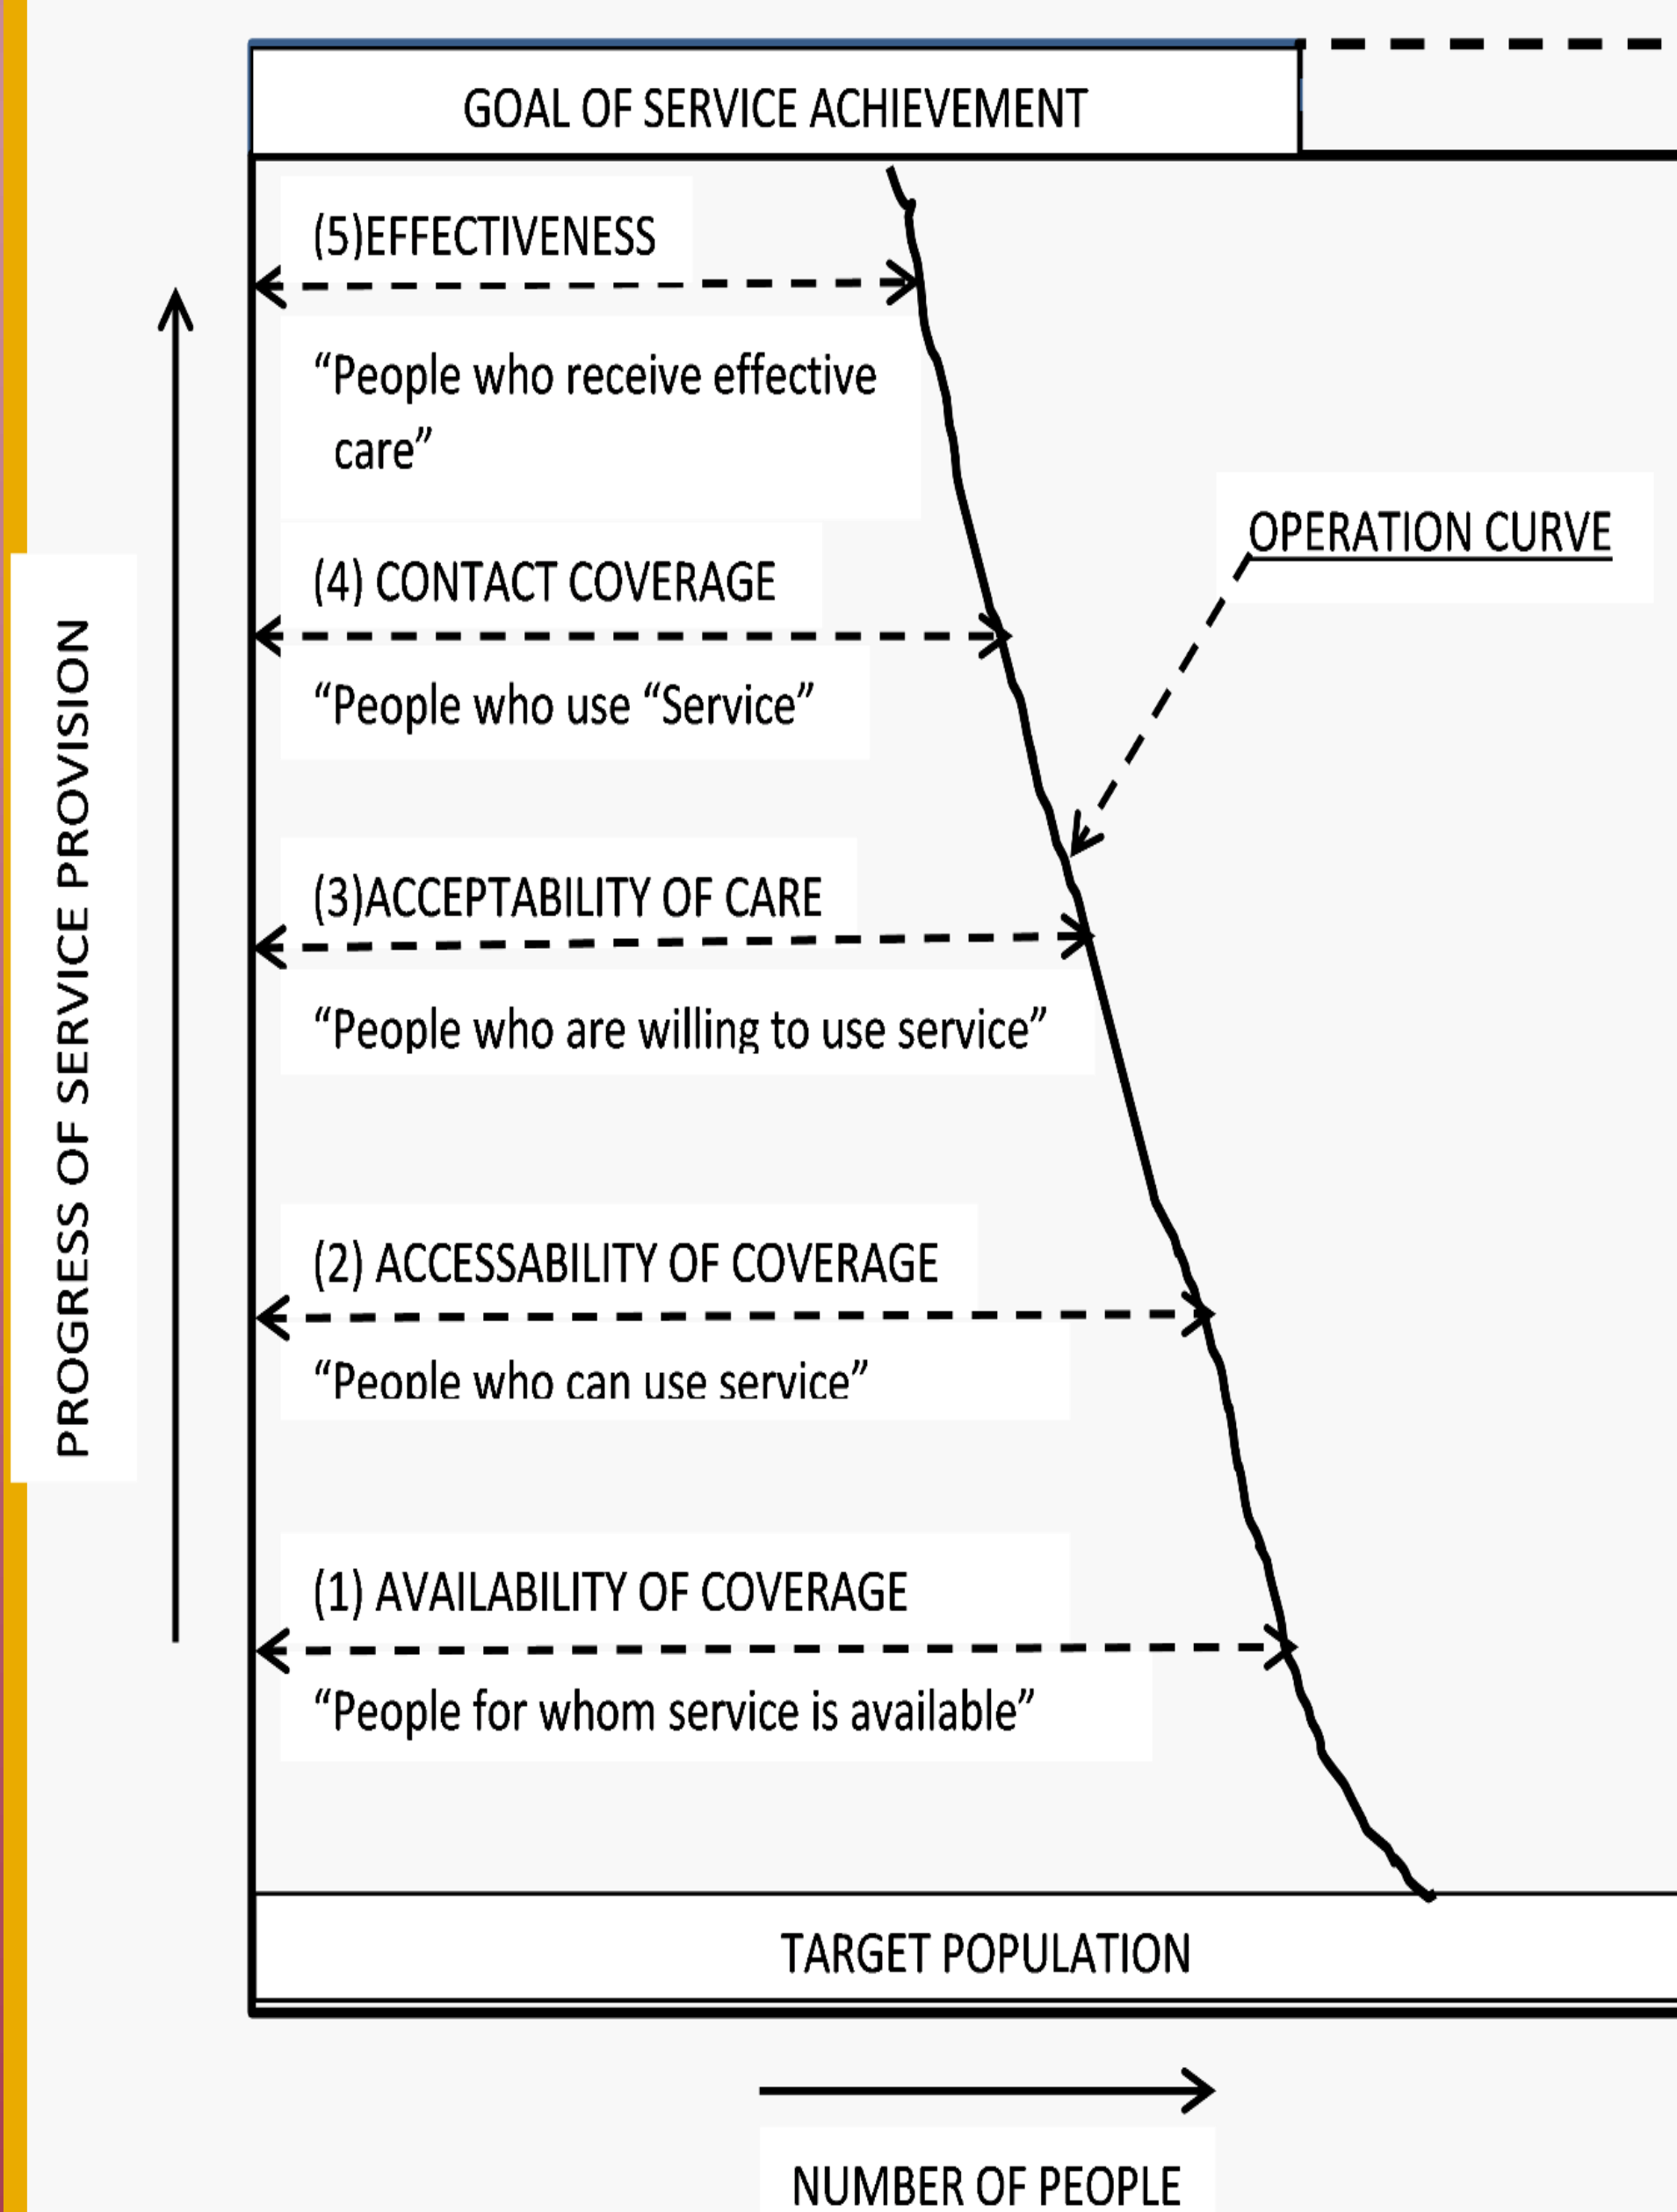 GOAL OF SERVICE ACHIEVEMENT
(5)EFFECTIVENESS
“People who receive effective
care”
OPERATION CURVE
(4) CONTACT COVERAGE
“People who use “Service”
(3)ACCEPTABILITY OF CARE
“People who are willing to use service”
(2) ACCESSABILITY OF COVERAGE
“People who can use service”
(1) AVAILABILITY OF COVERAGE
“People for whom service is available”
TARGET POPULATION
NUMBER OF PEOPLE
PROGRESS OF SERVICE PROVISION